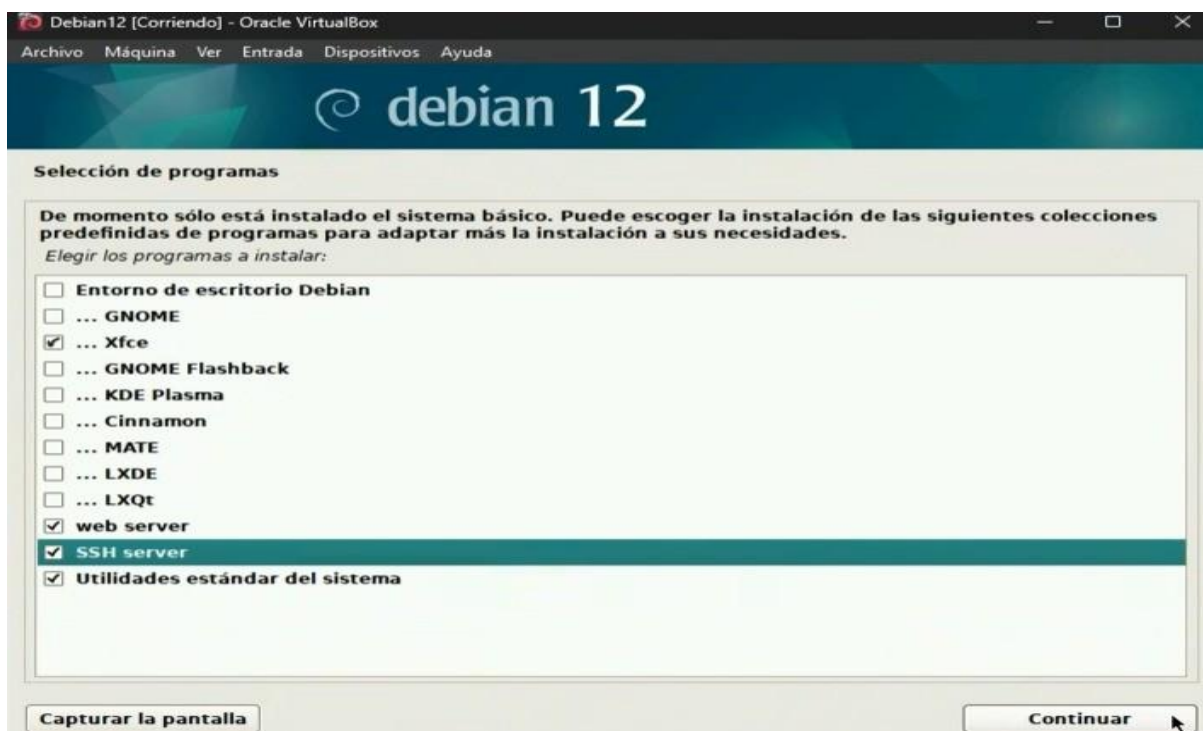 Debian12 [Corriendo] - Oracle VirtualBox
Archivo Máquina Ver Entrada Dispositivos Ayuda
debian 12
Selección de programas
De momento sólo está instalado el sistema básico. Puede escoger la instalación de las siguientes colecciones
predefinidas de programas para adaptar más la instalación a sus necesidades.
Elegir los programas a instalar:
Entorno de escritorio Debian
... GNOME
... Xfce
... GNOME Flashback
... KDE Plasma
... Cinnamon
... MATE
... LXDE
... LXQt
web server
SSH server
Utilidades estándar del sistema
Capturar la pantalla
Continuar